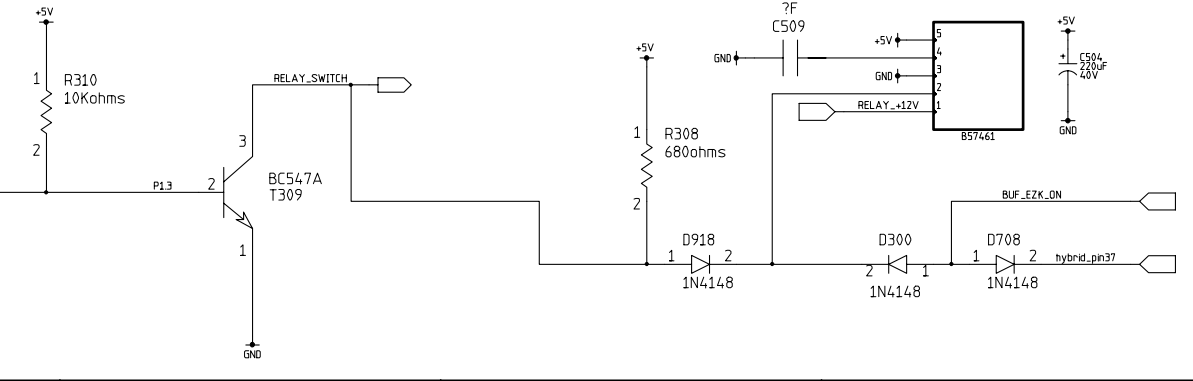 +5V
1
R310
10Kohms
2
P1.3
RELAY_SWITCH
3
2
BC547A
T309
1
GND
+5V
1
R308
680ohms
2
1
D918
2
1N4148
?F
C509
GND
+5V
GND
RELAY_+12V
5
4
3
2
1
B57461
+5V
+
C504
220uF
40V
GND
BUF_EZK_ON
D300
2
1
1N4148
D708
1
2
1N4148
hybrid_pin37